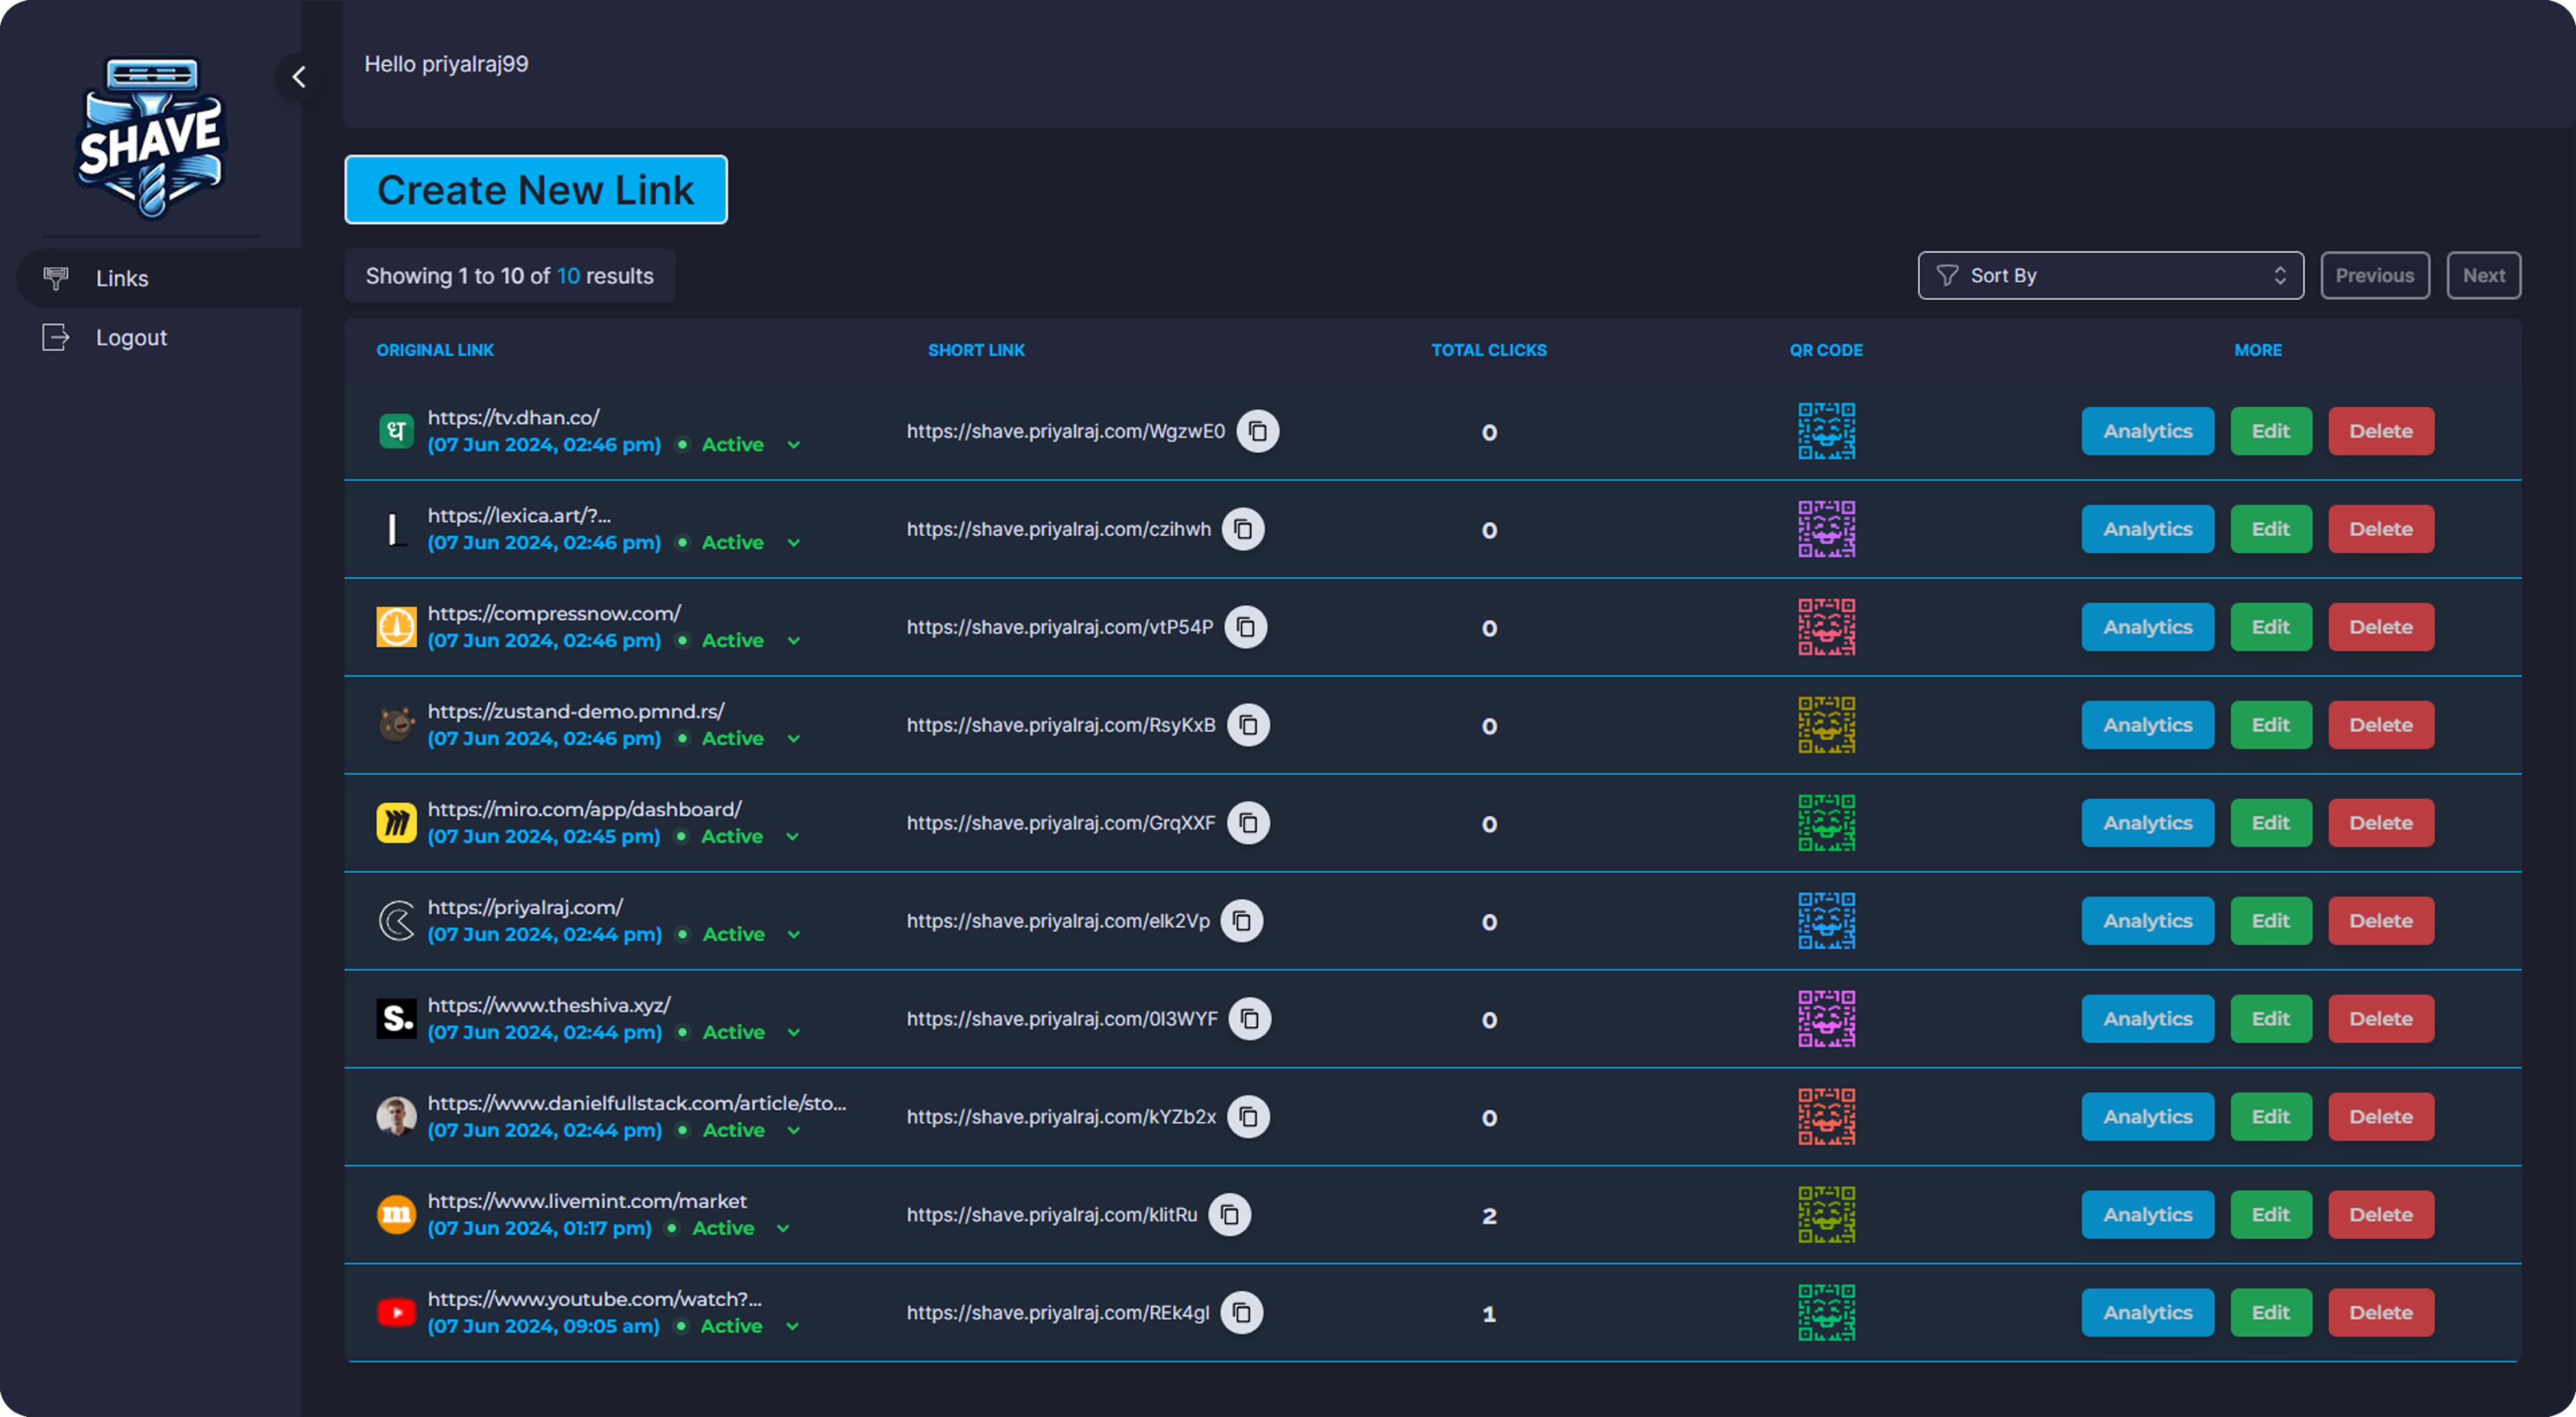 SHAVE
Hello priyalraj99
Create New Link
Links
Logout
Showing 1 to 10 of 10 results
Sort By
Previous
Next
ORIGINAL LINK SHORT LINK TOTAL CLICKS QR CODE MORE
ध
https://tv.dhan.co/
(07 Jun 2024, 02:46 pm) Active
https://shave.priyalraj.com/WgzwE0 0 Analytics Edit Delete
L
https://lexica.art/?...
(07 Jun 2024, 02:46 pm) Active
https://shave.priyalraj.com/czihwh 0 Analytics Edit Delete
https://compressnow.com/
(07 Jun 2024, 02:46 pm) Active
https://shave.priyalraj.com/vtP54P 0 Analytics Edit Delete
https://zustand-demo.pmnd.rs/
(07 Jun 2024, 02:46 pm) Active
https://shave.priyalraj.com/RsyKxB 0 Analytics Edit Delete
https://miro.com/app/dashboard/
(07 Jun 2024, 02:45 pm) Active
https://shave.priyalraj.com/GrqXXF 0 Analytics Edit Delete
https://priyalraj.com/
(07 Jun 2024, 02:44 pm) Active
https://shave.priyalraj.com/elk2Vp 0 Analytics Edit Delete
S.
https://www.theshiva.xyz/
(07 Jun 2024, 02:44 pm) Active
https://shave.priyalraj.com/0I3WYF 0 Analytics Edit Delete
https://www.danielfullstack.com/article/sto...
(07 Jun 2024, 02:44 pm) Active
https://shave.priyalraj.com/kYZb2x 0 Analytics Edit Delete
m
https://www.livemint.com/market
(07 Jun 2024, 01:17 pm) Active
https://shave.priyalraj.com/klitRu 2 Analytics Edit Delete
https://www.youtube.com/watch?...
(07 Jun 2024, 09:05 am) Active
https://shave.priyalraj.com/REk4gI 1 Analytics Edit Delete